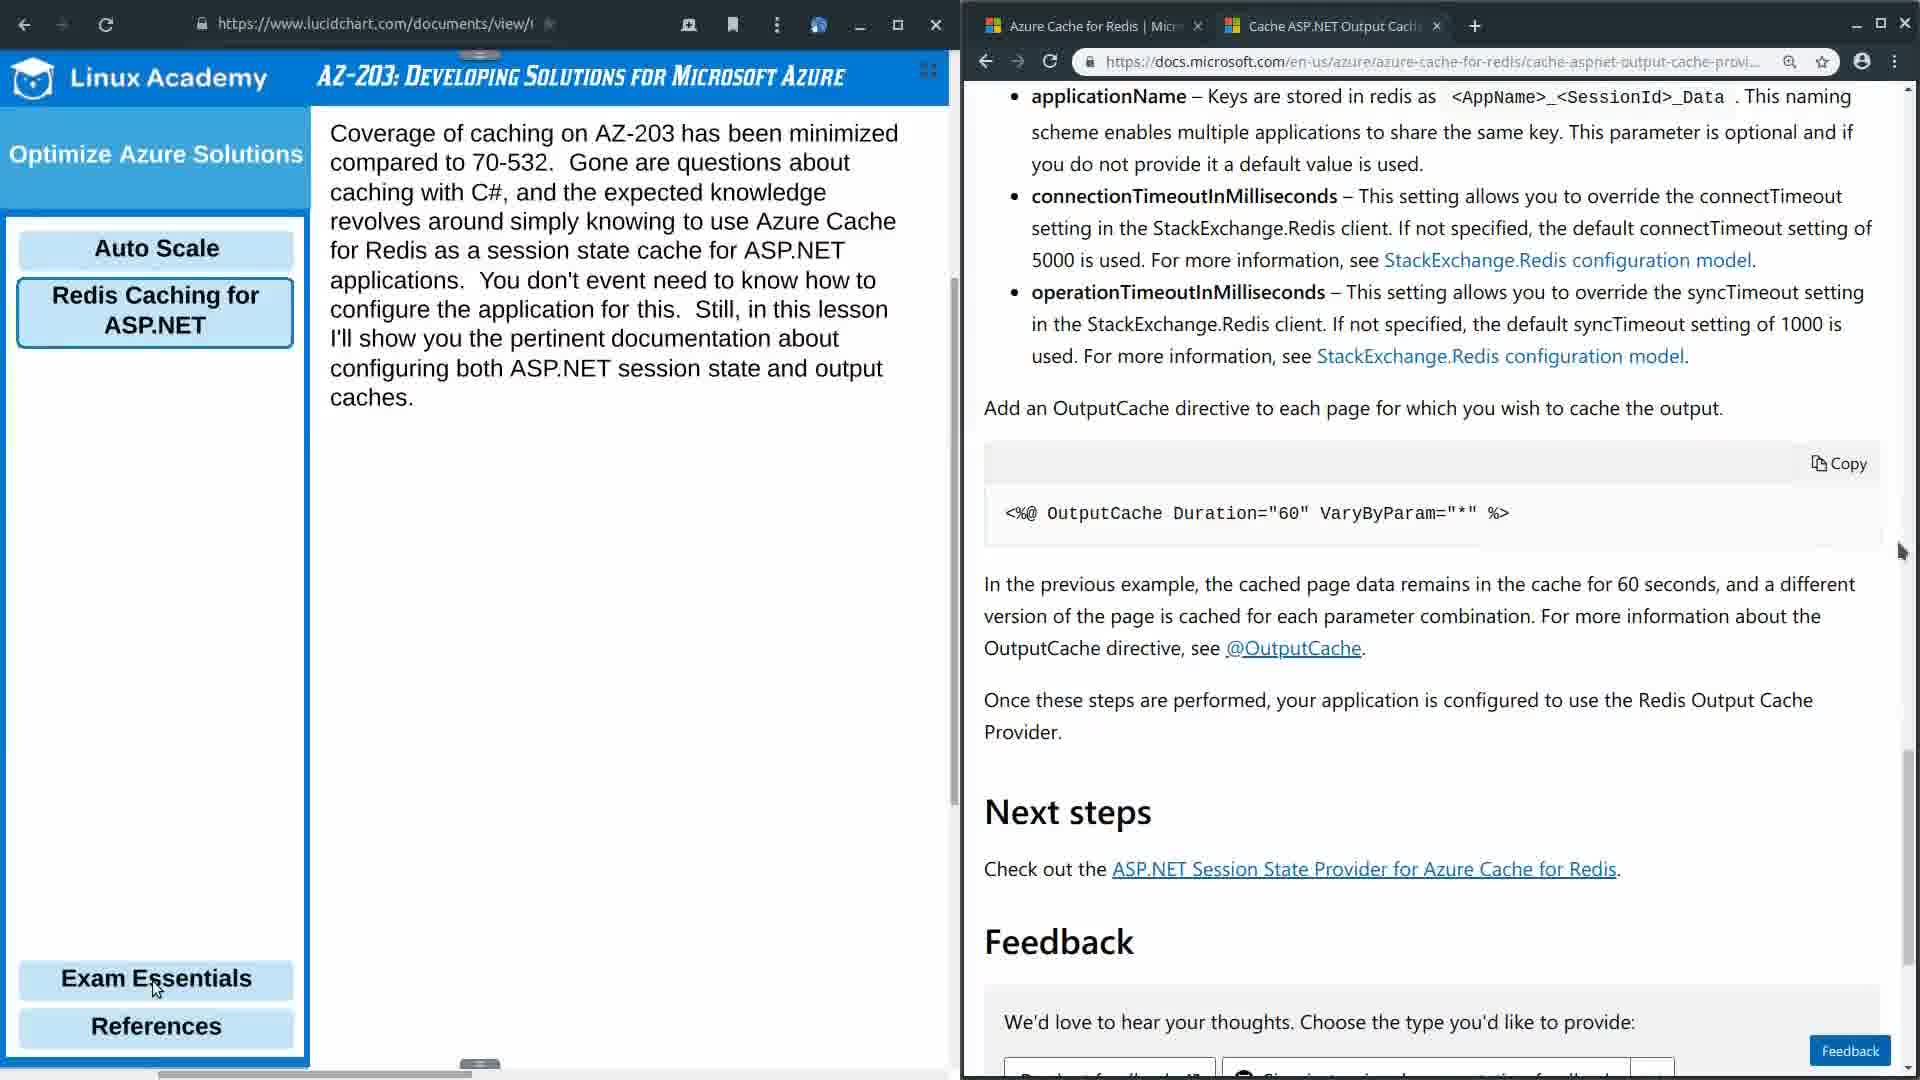 https://www.lucidchart.com/documents/view/
Linux Academy
AZ-203: Developing Solutions for Microsoft Azure
Optimize Azure Solutions
Auto Scale
Redis Caching for
ASP.NET
Exam Essentials
References
Coverage of caching on AZ-203 has been minimized
compared to 70-532.  Gone are questions about
caching with C#, and the expected knowledge
revolves around simply knowing to use Azure Cache
for Redis as a session state cache for ASP.NET
applications.  You don't event need to know how to
configure the application for this.  Still, in this lesson
I'll show you the pertinent documentation about
configuring both ASP.NET session state and output
caches.
Azure Cache for Redis | Micr
Cache ASP.NET Output Cach
https://docs.microsoft.com/en-us/azure/azure-cache-for-redis/cache-aspnet-output-cache-provi...
• applicationName – Keys are stored in redis as <AppName>_<SessionId>_Data . This naming
scheme enables multiple applications to share the same key. This parameter is optional and if
you do not provide it a default value is used.
• connectionTimeoutInMilliseconds – This setting allows you to override the connectTimeout
setting in the StackExchange.Redis client. If not specified, the default connectTimeout setting of
5000 is used. For more information, see StackExchange.Redis configuration model.
• operationTimeoutInMilliseconds – This setting allows you to override the syncTimeout setting
in the StackExchange.Redis client. If not specified, the default syncTimeout setting of 1000 is
used. For more information, see StackExchange.Redis configuration model.
Add an OutputCache directive to each page for which you wish to cache the output.
Copy
<%@ OutputCache Duration="60" VaryByParam="*" %>
In the previous example, the cached page data remains in the cache for 60 seconds, and a different
version of the page is cached for each parameter combination. For more information about the
OutputCache directive, see @OutputCache.
Once these steps are performed, your application is configured to use the Redis Output Cache
Provider.
Next steps
Check out the ASP.NET Session State Provider for Azure Cache for Redis.
Feedback
We'd love to hear your thoughts. Choose the type you'd like to provide:
Feedback